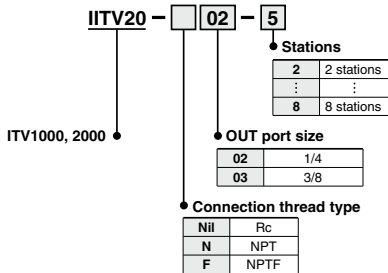 IITV20 – 02 – 5
Stations
2 2 stations
⋮ ⋮
8 8 stations
ITV1000, 2000
OUT port size
02 1/4
03 3/8
Connection thread type
Nil Rc
N NPT
F NPTF